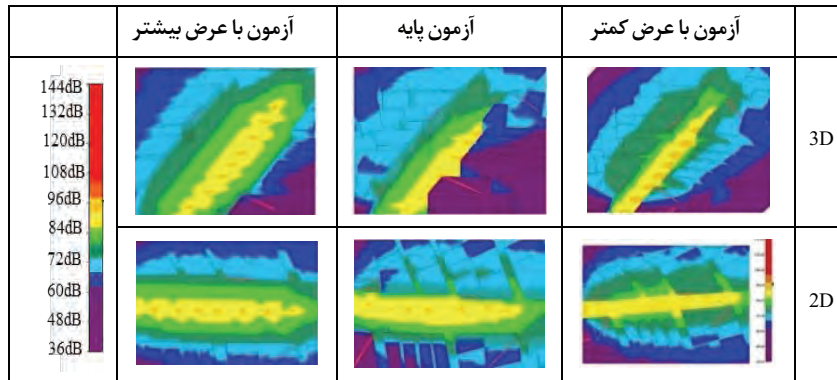 آزمون با عرض کمتر
آزمون پایه
آزمون با عرض بیشتر
3D
144dB
132dB
120dB
108dB
96dB
84dB
72dB
60dB
48dB
36dB
2D